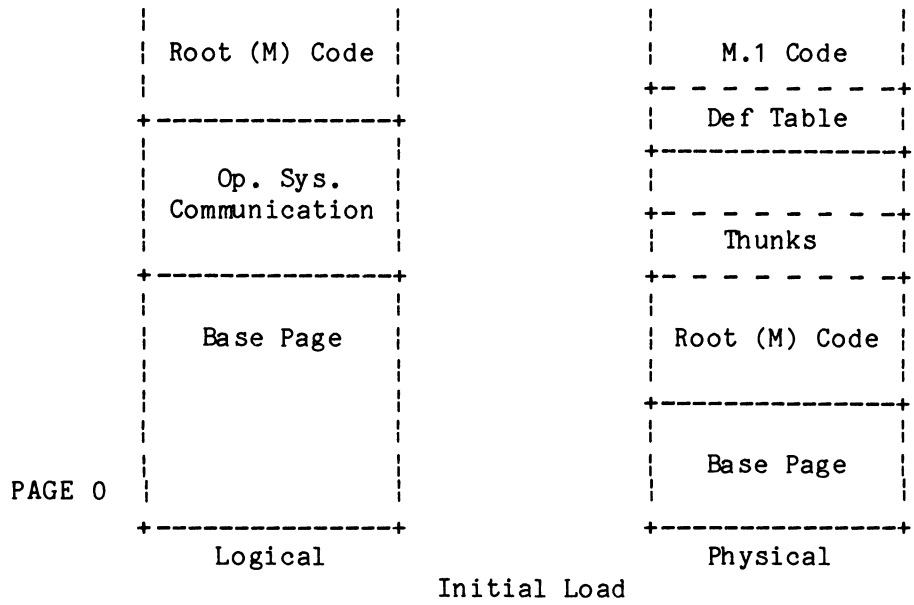 Root (M) Code
M.1 Code
Def Table
Op. Sys.
Communication
Thunks
Base Page
Root (M) Code
Base Page
PAGE 0
Logical
Physical
Initial Load